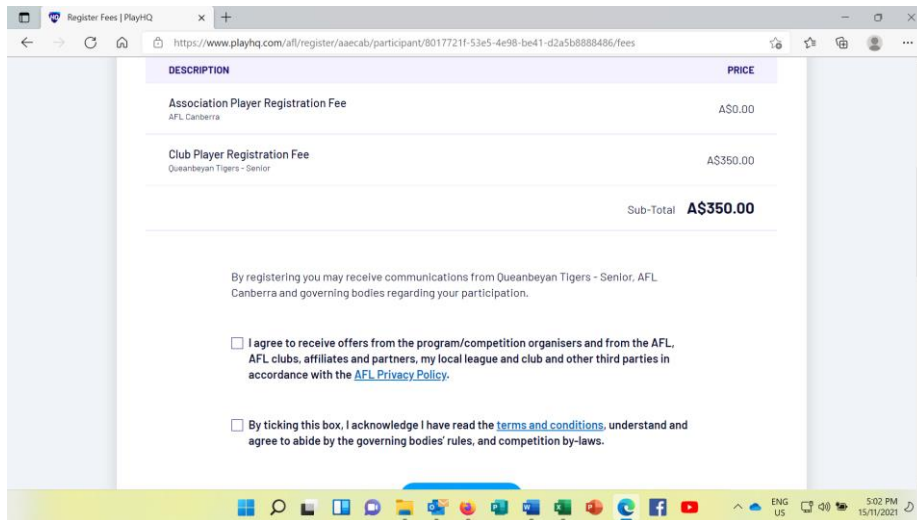 Register Fees | PlayHQ
https://www.playhq.com/afl/register/aaecab/participant/8017721f-53e5-4e98-be41-d2a5b8888486/fees
DESCRIPTION PRICE
Association Player Registration Fee
AFL Canberra
A$0.00
Club Player Registration Fee
Queanbeyan Tigers - Senior
A$350.00
Sub-Total A$350.00
By registering you may receive communications from Queanbeyan Tigers - Senior, AFL
Canberra and governing bodies regarding your participation.
I agree to receive offers from the program/competition organisers and from the AFL,
AFL clubs, affiliates and partners, my local league and club and other third parties in
accordance with the AFL Privacy Policy.
By ticking this box, I acknowledge I have read the terms and conditions, understand and
agree to abide by the governing bodies' rules, and competition by-laws.
ENG
US
5:02 PM
15/11/2021